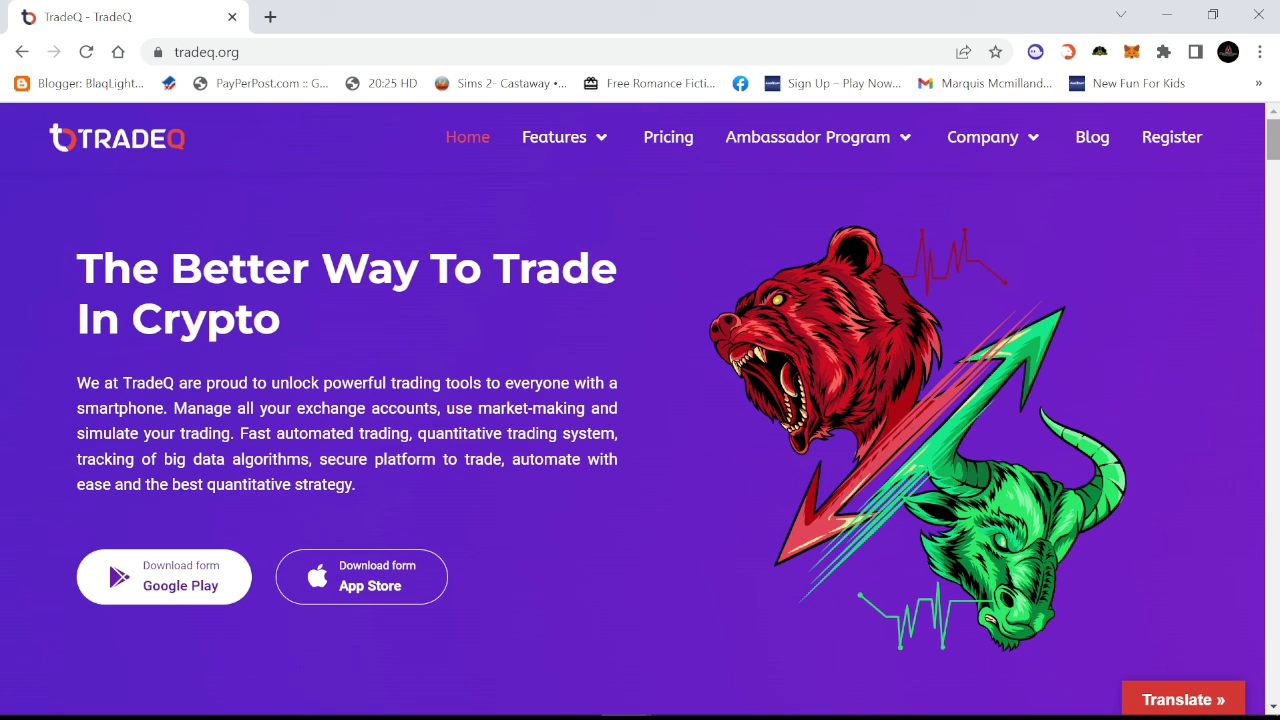 TradeQ - TradeQ
tradeq.org
Blogger: BlaqLight...
PayPerPost.com :: G...
20:25 HD
Sims 2- Castaway •...
Free Romance Ficti...
Sign Up – Play Now...
Marquis Mcmilland...
New Fun For Kids
»
TRADEQ
Home
Features
Pricing
Ambassador Program
Company
Blog
Register
The Better Way To Trade
In Crypto
We at TradeQ are proud to unlock powerful trading tools to everyone with a
smartphone. Manage all your exchange accounts, use market-making and
simulate your trading. Fast automated trading, quantitative trading system,
tracking of big data algorithms, secure platform to trade, automate with
ease and the best quantitative strategy.
Download form
Google Play
Download form
App Store
Translate »